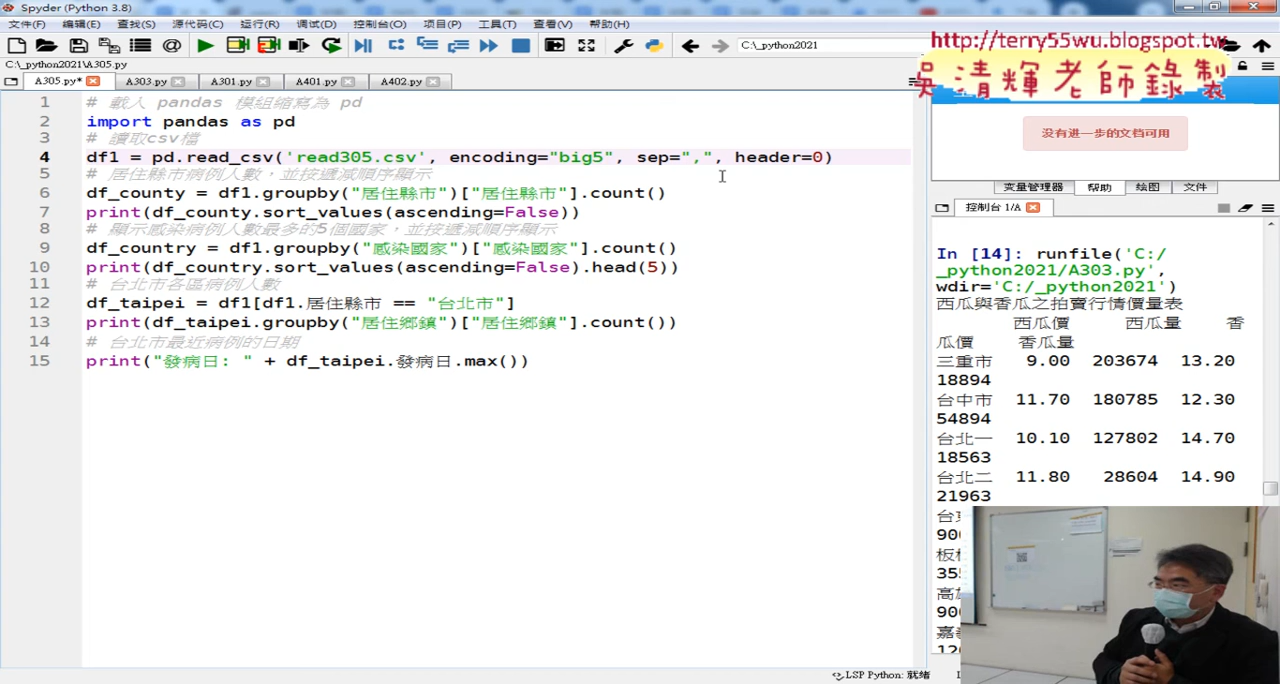 Spyder (Python 3.8)
文件(F) 编辑(E) 查找(S) 源代码(C) 运行(R) 调试(D) 控制台(O) 项目(P) 工具(T) 查看(V) 帮助(H)
C:\_python2021
http://terry55wu.blogspot.tw
吳清輝老師錄製
C:\_python2021\A305.py
A305.py* A303.py A301.py A401.py A402.py
1 # 載入 pandas 模組縮寫為 pd
2 import pandas as pd
3 # 讀取csv檔
4 df1 = pd.read_csv('read305.csv', encoding="big5", sep=",", header=0)
5 # 居住縣市病例人數，並按遞減順序顯示
6 df_county = df1.groupby("居住縣市")["居住縣市"].count()
7 print(df_county.sort_values(ascending=False))
8 # 顯示感染病例人數最多的5個國家，並按遞減順序顯示
9 df_country = df1.groupby("感染國家")["感染國家"].count()
10 print(df_country.sort_values(ascending=False).head(5))
11 # 台北市各區病例人數
12 df_taipei = df1[df1.居住縣市 == "台北市"]
13 print(df_taipei.groupby("居住鄉鎮")["居住鄉鎮"].count())
14 # 台北市最近病例的日期
15 print("發病日: " + df_taipei.發病日.max())
没有进一步的文档可用
变量管理器 帮助 绘图 文件
控制台 1/A
In [14]: runfile('C:/
_python2021/A303.py',
wdir='C:/_python2021')
西瓜與香瓜之拍賣行情價量表
西瓜價 西瓜量 香
瓜價 香瓜量
三重市 9.00 203674 13.20
18894
台中市 11.70 180785 12.30
54894
台北一 10.10 127802 14.70
18563
台北二 11.80 28604 14.90
21963
LSP Python: 就绪